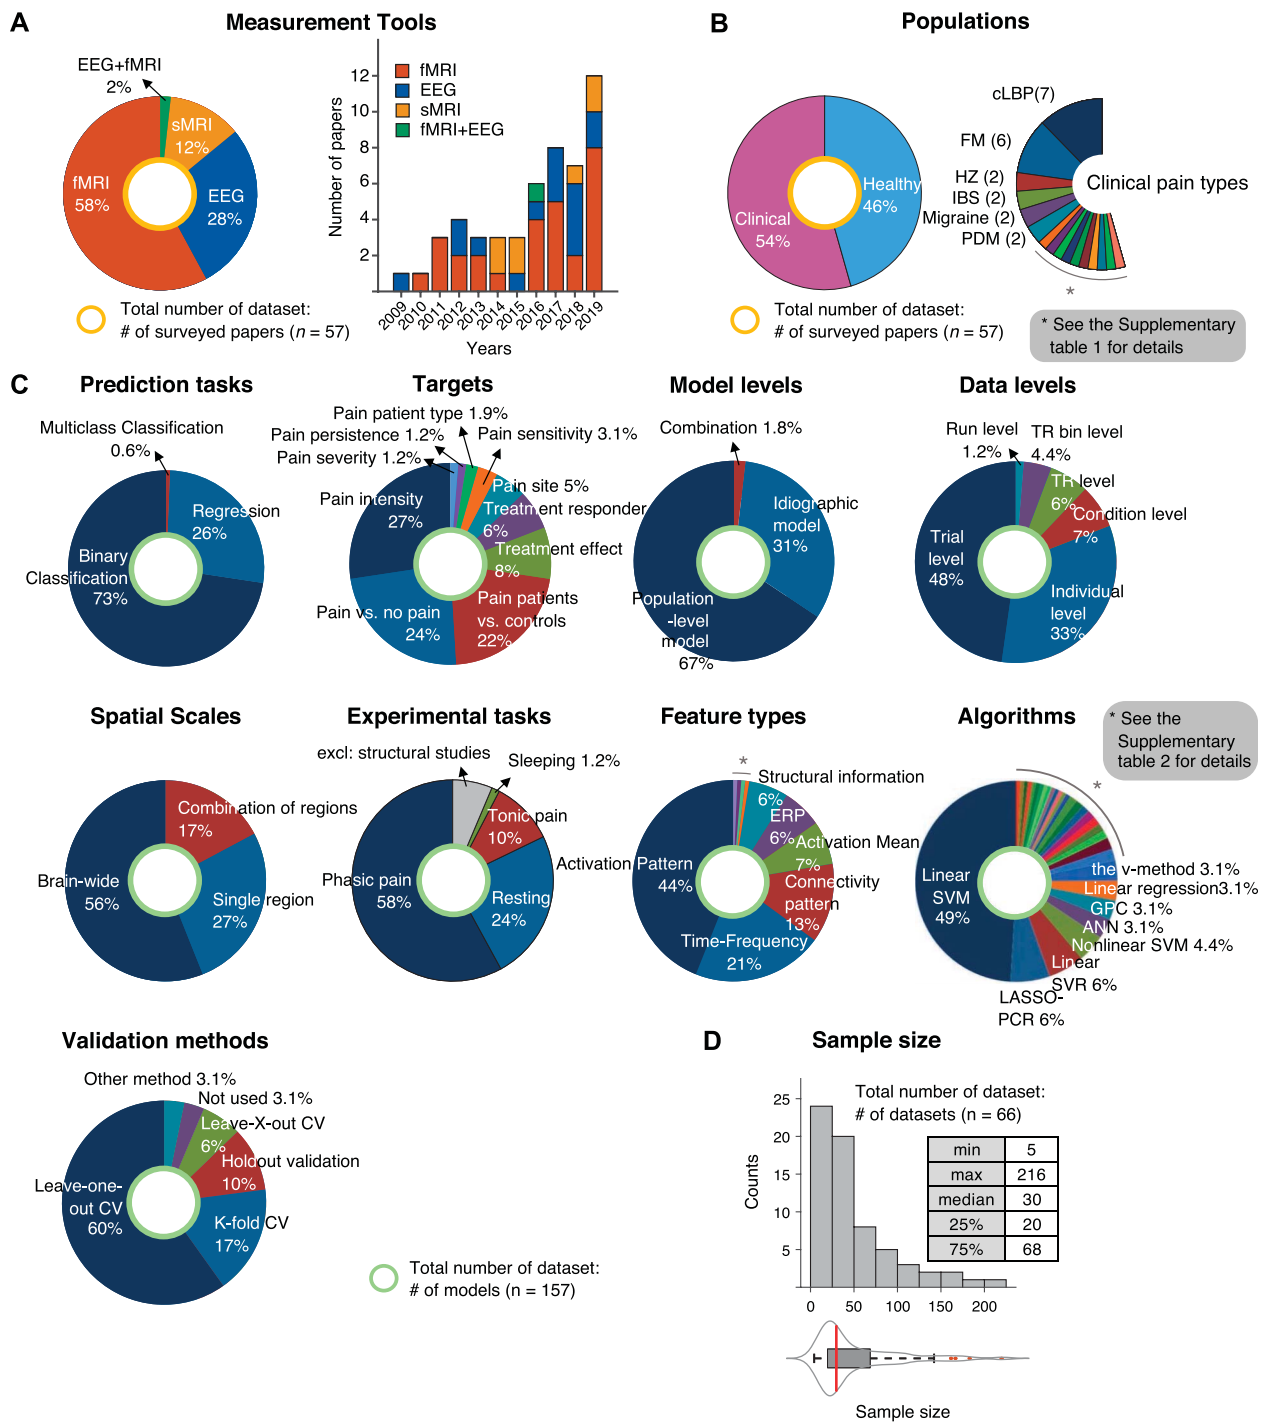 A
Measurement Tools
EEG+fMRI
2%
sMRI
12%
fMRI
58%
EEG
28%
Total number of dataset:
# of surveyed papers (n = 57)
Number of papers
12
10
8
6
4
2
fMRI
EEG
sMRI
fMRI+EEG
2009
2010
2011
2012
2013
2014
2015
2016
2017
2018
2019
Years
B
Populations
Healthy
46%
Clinical
54%
Total number of dataset:
# of surveyed papers (n = 57)
cLBP(7)
FM (6)
HZ (2)
IBS (2)
Migraine (2)
PDM (2)
Clinical pain types
*
* See the Supplementary
table 1 for details
C
Prediction tasks
Multiclass Classification
0.6%
Regression
26%
Binary
Classification
73%
Targets
Pain patient type 1.9%
Pain persistence 1.2%
Pain sensitivity 3.1%
Pain severity 1.2%
Pain site 5%
Pain intensity
27%
Treatment responder
6%
Treatment effect
8%
Pain vs. no pain
24%
Pain patients
vs. controls
22%
Model levels
Combination 1.8%
Idiographic
model
31%
Population
-level
model
67%
Data levels
Run level
1.2%
TR bin level
4.4%
TR level
6%
Condition level
7%
Trial
level
48%
Individual
level
33%
Spatial Scales
Combination of regions
17%
Brain-wide
56%
Single region
27%
Experimental tasks
excl: structural studies
Sleeping 1.2%
Tonic pain
10%
Phasic pain
58%
Resting
24%
Feature types
*
Structural information
6%
ERP
6%
Activation Mean
7%
Activation Pattern
44%
Connectivity
pattern
13%
Time-Frequency
21%
Algorithms
* See the
Supplementary
table 2 for details
*
Linear
SVM
49%
the v-method 3.1%
Linear regression3.1%
GPC 3.1%
ANN 3.1%
Nonlinear SVM 4.4%
Linear
SVR 6%
LASSO-
PCR 6%
Validation methods
Other method 3.1%
Not used 3.1%
Leave-X-out CV
6%
Holdout validation
10%
Leave-one-
out CV
60%
K-fold CV
17%
Total number of dataset:
# of models (n = 157)
D
Sample size
Total number of dataset:
# of datasets (n = 66)
min 5
max 216
median 30
25% 20
75% 68
Counts
25
20
15
10
5
0 50 100 150 200
Sample size